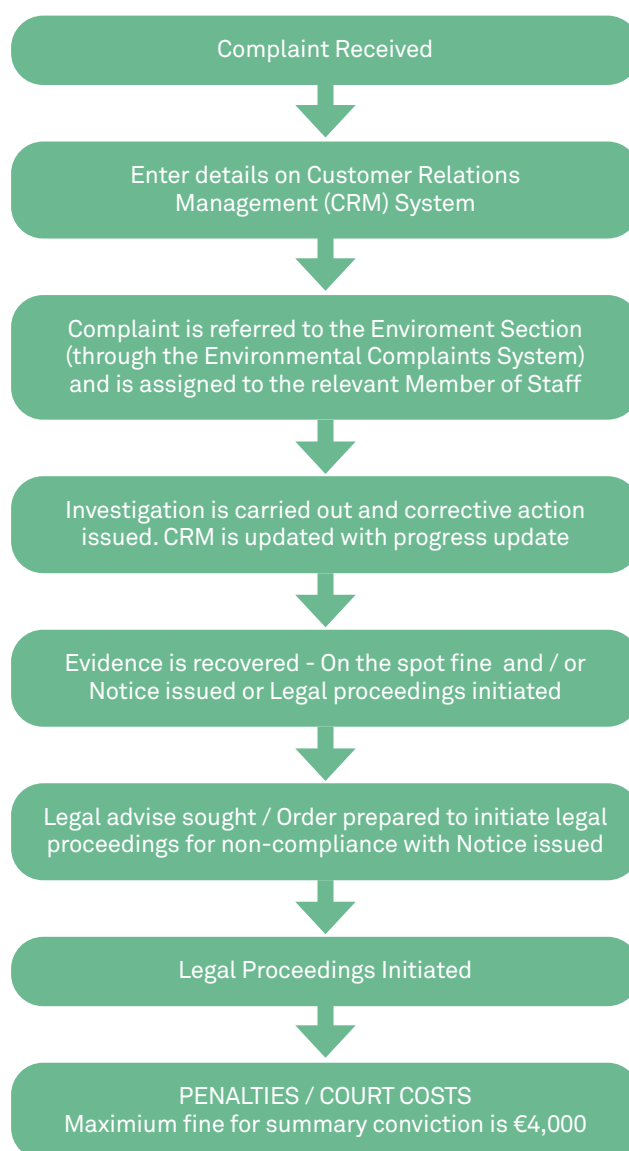 Complaint Received
Enter details on Customer Relations
Management (CRM) System
Complaint is referred to the Enviroment Section
(through the Environmental Complaints System)
and is assigned to the relevant Member of Staff
Investigation is carried out and corrective action
issued. CRM is updated with progress update
Evidence is recovered - On the spot fine and / or
Notice issued or Legal proceedings initiated
Legal advise sought / Order prepared to initiate legal
proceedings for non-compliance with Notice issued
Legal Proceedings Initiated
PENALTIES / COURT COSTS
Maximium fine for summary conviction is €4,000